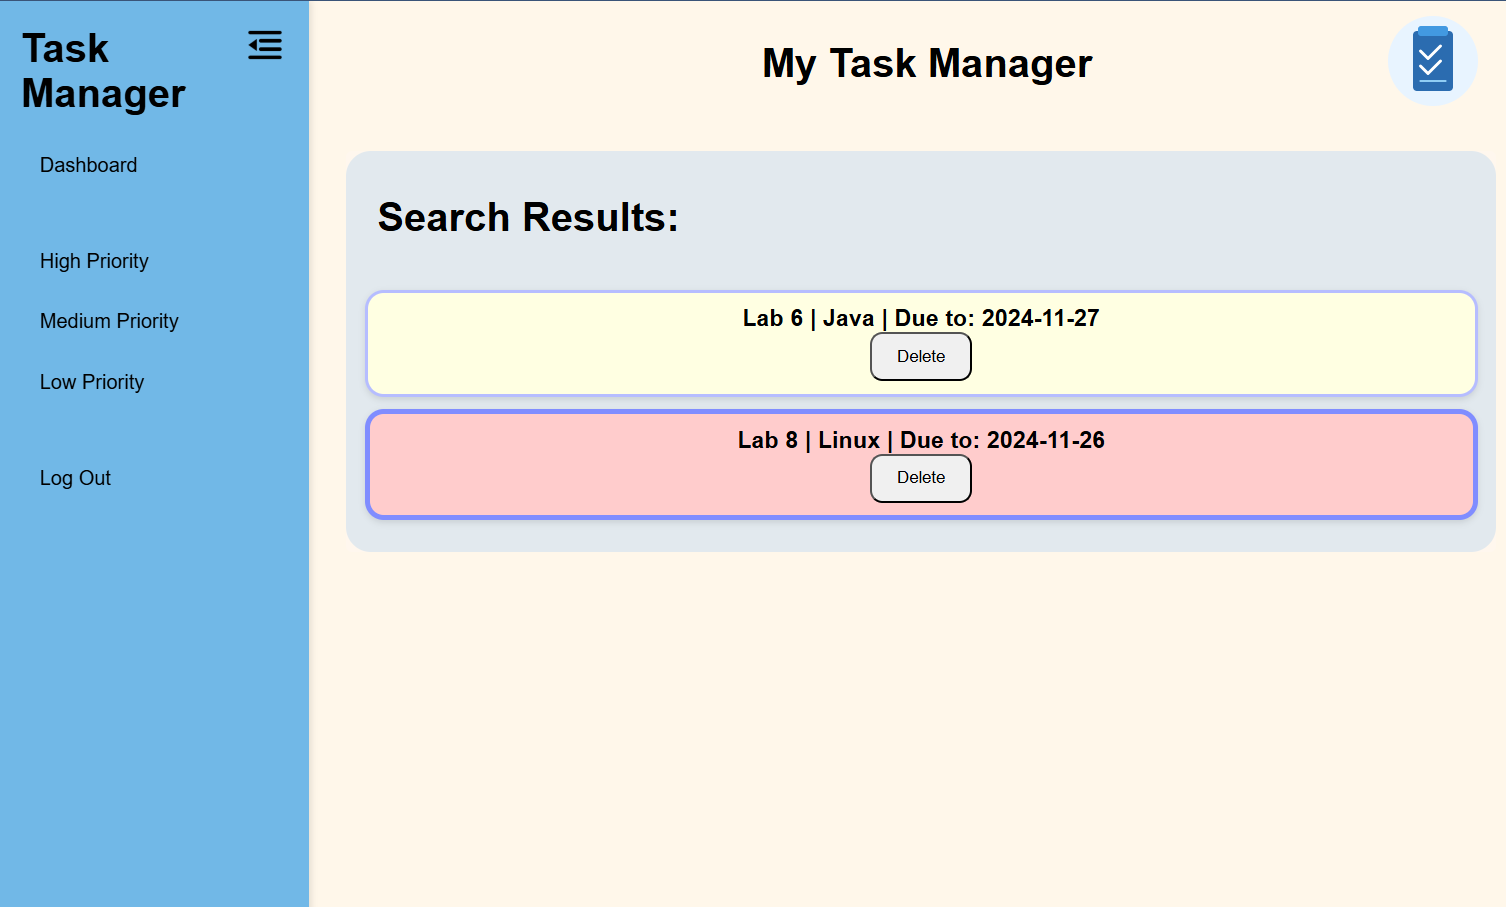 Task
Manager
Dashboard
High Priority
Medium Priority
Low Priority
Log Out
My Task Manager
Search Results:
Lab 6 | Java | Due to: 2024-11-27
Delete
Lab 8 | Linux | Due to: 2024-11-26
Delete